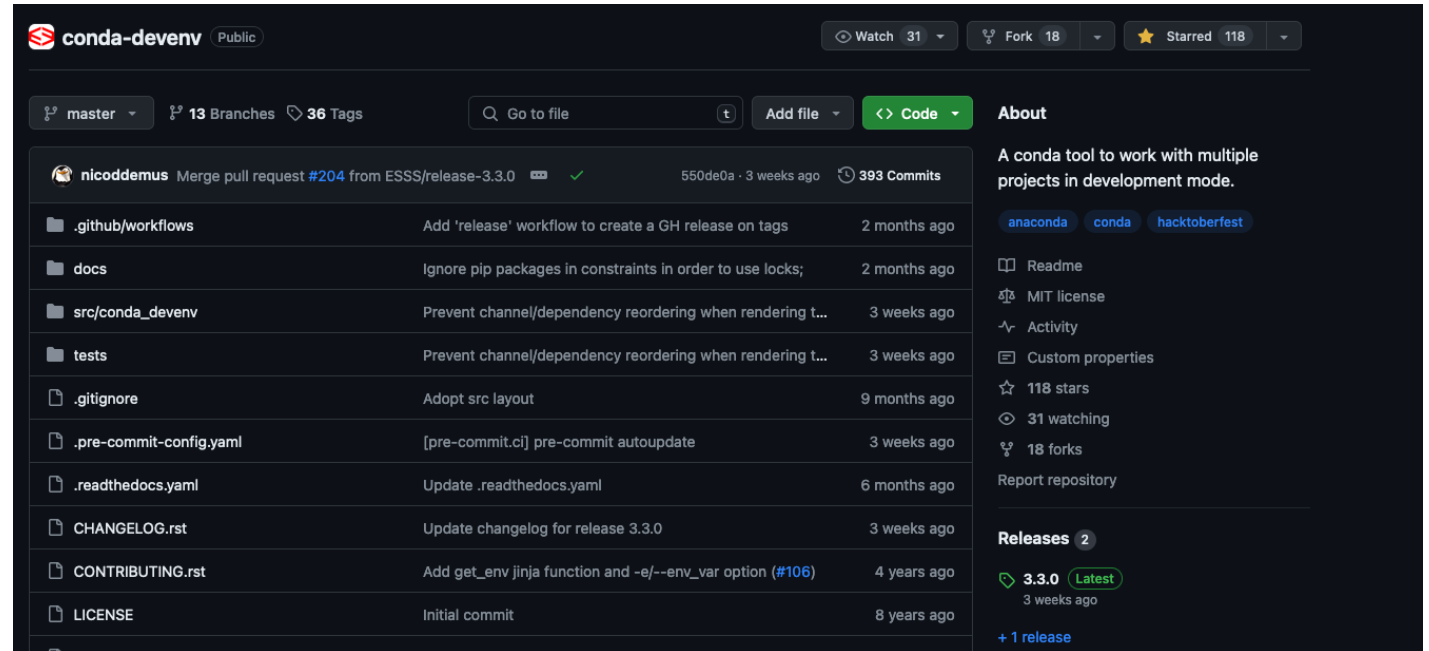 conda-devenv Public
Watch 31
Fork 18
Starred 118
master
13 Branches
36 Tags
Go to file t
Add file
<> Code
nicoddemus Merge pull request #204 from ESSS/release-3.3.0
550de0a · 3 weeks ago
393 Commits
.github/workflows Add 'release' workflow to create a GH release on tags 2 months ago
docs Ignore pip packages in constraints in order to use locks; 2 months ago
src/conda_devenv Prevent channel/dependency reordering when rendering t... 3 weeks ago
tests Prevent channel/dependency reordering when rendering t... 3 weeks ago
.gitignore Adopt src layout 9 months ago
.pre-commit-config.yaml [pre-commit.ci] pre-commit autoupdate 3 weeks ago
.readthedocs.yaml Update .readthedocs.yaml 6 months ago
CHANGELOG.rst Update changelog for release 3.3.0 3 weeks ago
CONTRIBUTING.rst Add get_env jinja function and -e/--env_var option (#106) 4 years ago
LICENSE Initial commit 8 years ago
About
A conda tool to work with multiple
projects in development mode.
anaconda conda hacktoberfest
Readme
MIT license
Activity
Custom properties
118 stars
31 watching
18 forks
Report repository
Releases 2
3.3.0 Latest
3 weeks ago
+ 1 release